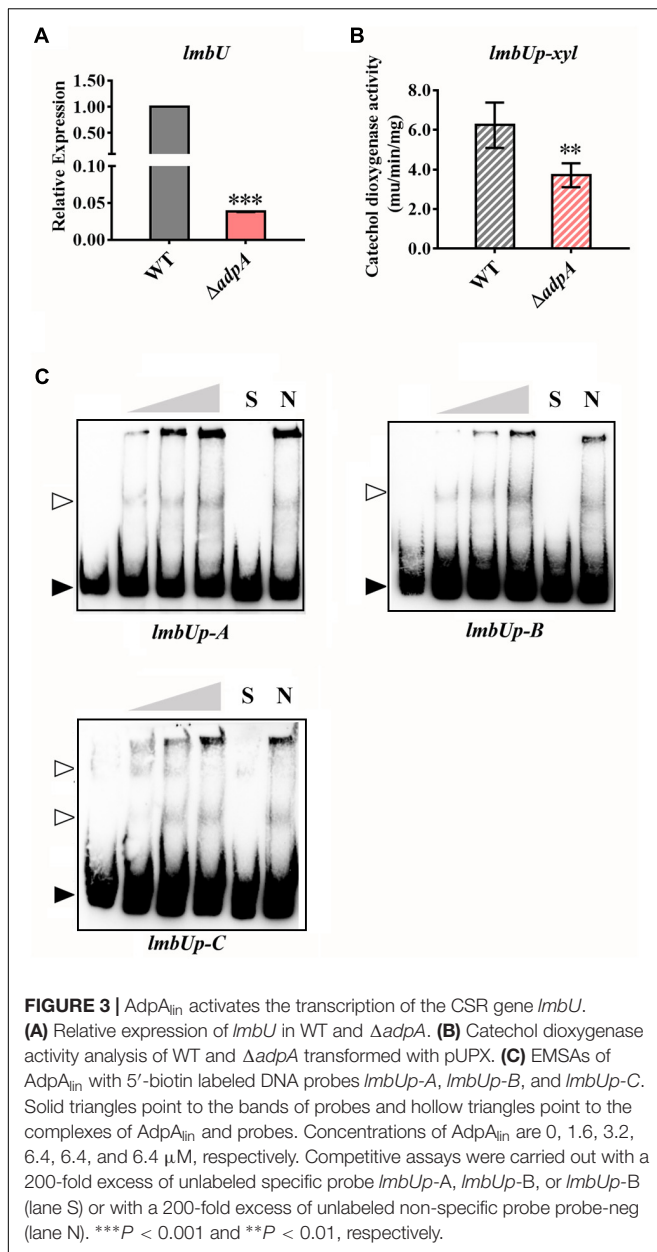 A
lmbU
Relative Expression
1.50
1.00
0.50
0.10
0.05
0.00
***
WT
ΔadpA
B
lmbUp-xyl
Catechol dioxygenase activity
(mu/min/mg)
8.0
6.0
4.0
2.0
0.0
**
WT
ΔadpA
C
S N
lmbUp-A
S N
lmbUp-B
S N
lmbUp-C
FIGURE 3 | AdpAlin activates the transcription of the CSR gene lmbU.
(A) Relative expression of lmbU in WT and ΔadpA. (B) Catechol dioxygenase
activity analysis of WT and ΔadpA transformed with pUPX. (C) EMSAs of
AdpAlin with 5′-biotin labeled DNA probes lmbUp-A, lmbUp-B, and lmbUp-C.
Solid triangles point to the bands of probes and hollow triangles point to the
complexes of AdpAlin and probes. Concentrations of AdpAlin are 0, 1.6, 3.2,
6.4, 6.4, and 6.4 μM, respectively. Competitive assays were carried out with a
200-fold excess of unlabeled specific probe lmbUp-A, lmbUp-B, or lmbUp-B
(lane S) or with a 200-fold excess of unlabeled non-specific probe probe-neg
(lane N). ***P < 0.001 and **P < 0.01, respectively.